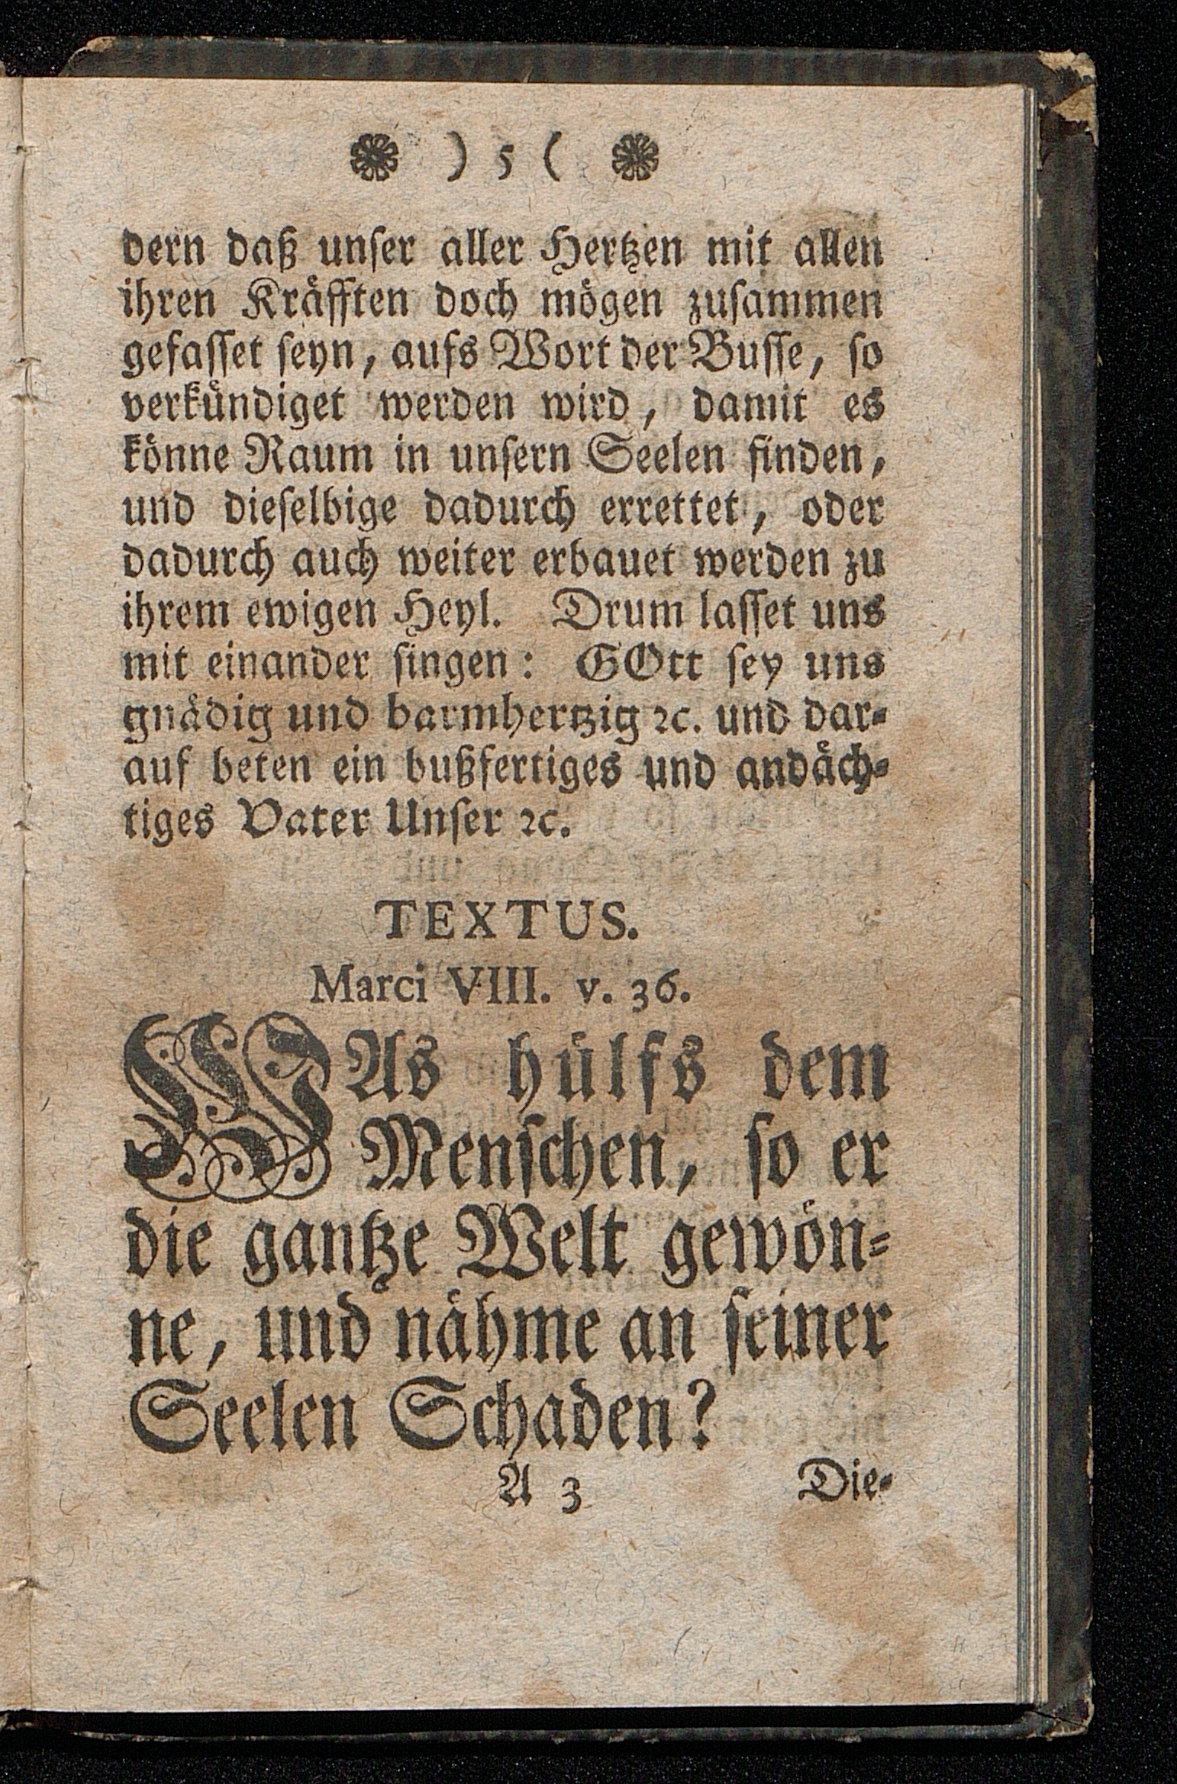 ) 5 (
dern daß unser aller Hertzen mit allen
ihren Kräfften doch mögen zusammen
gefasset seyn, aufs Wort der Busse, so
verkündiget werden wird, damit es
könne Raum in unsern Seelen finden,
und dieselbige dadurch errettet, oder
dadurch auch weiter erbauet werden zu
ihrem ewigen Heyl. Drum lasset uns
mit einander singen: GOtt sey uns
gnädig und barmhertzig ꝛc. und dar-
auf beten ein bußfertiges und andäch-
tiges Vater Unser ꝛc.
TEXTUS.
Marci VIII. v. 36.
WAs hülfs dem
Menschen, so er
die gantze Welt gewön-
ne, und nähme an seiner
Seelen Schaden?
A 3 Die-